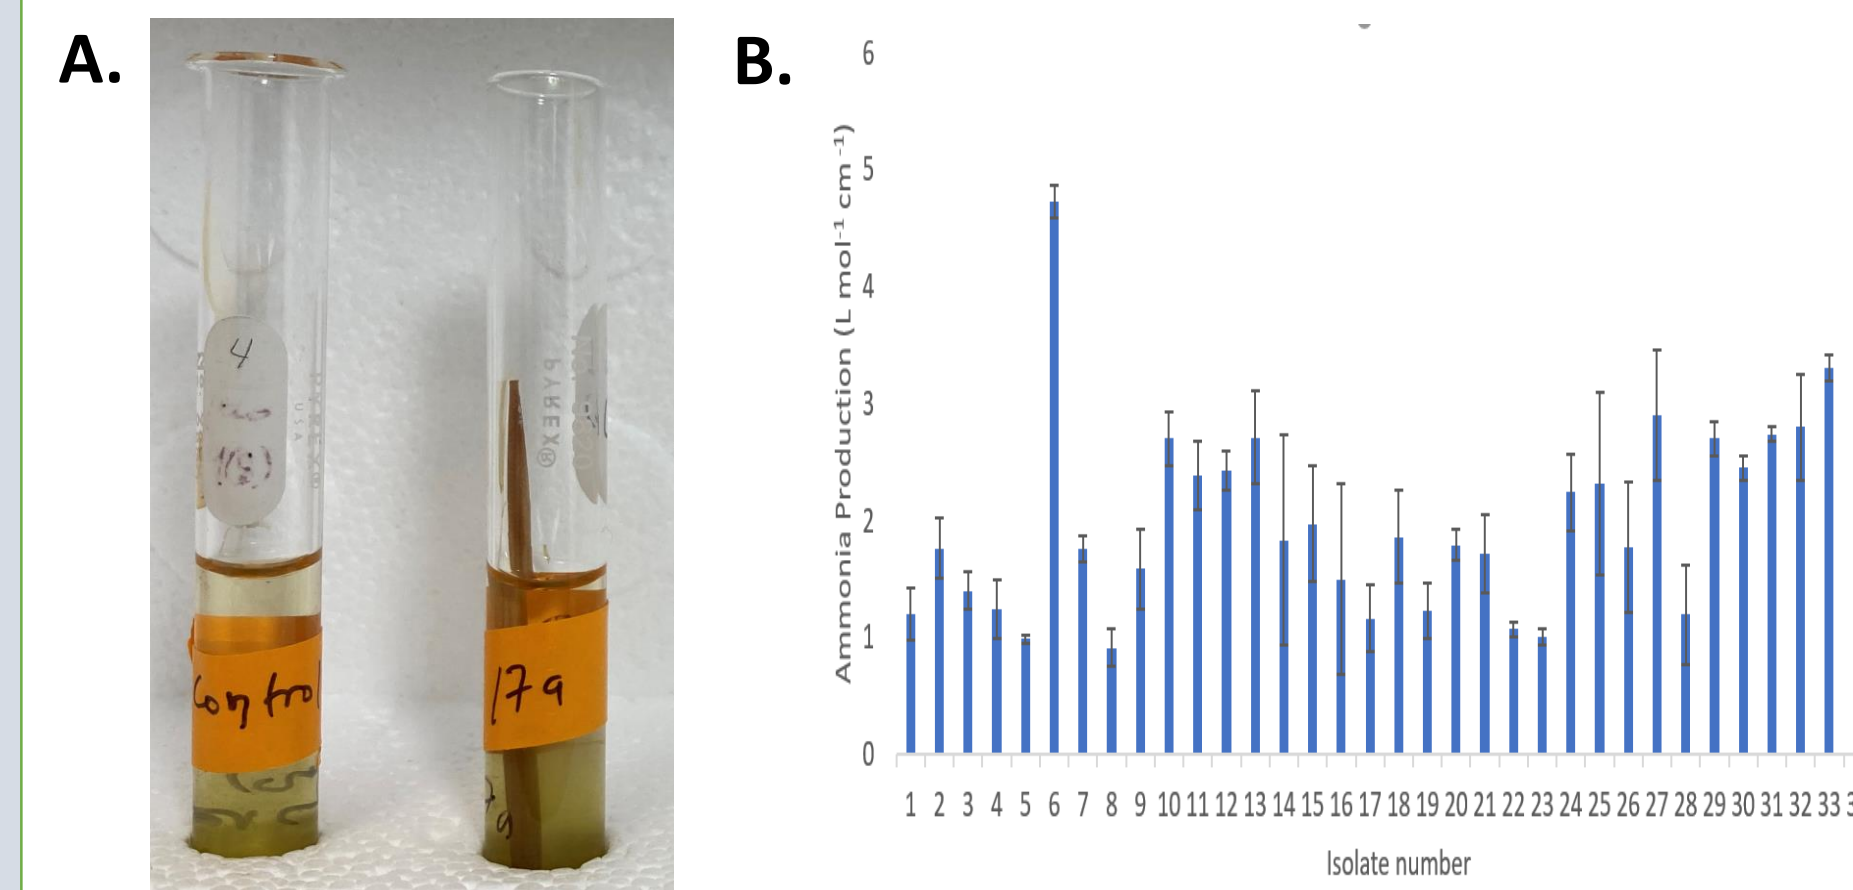 A.
B.
4
USA
PYREX®
Control
17a
79
Ammonia Production (L mol⁻¹ cm⁻¹)
6
5
4
3
2
1
0
1 2 3 4 5 6 7 8 9 10 11 12 13 14 15 16 17 18 19 20 21 22 23 24 25 26 27 28 29 30 31 32 33
Isolate number